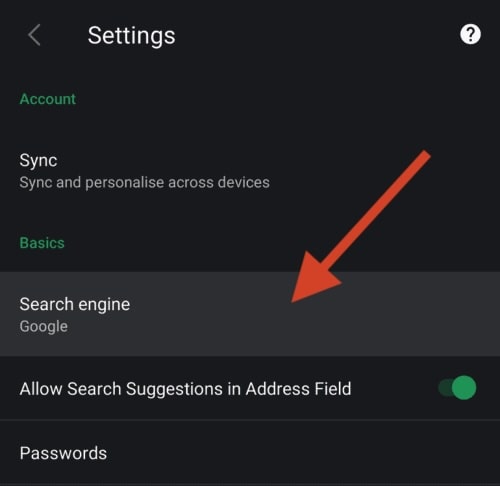 Settings
Account
Sync
Sync and personalise across devices
Basics
Search engine
Google
Allow Search Suggestions in Address Field
Passwords